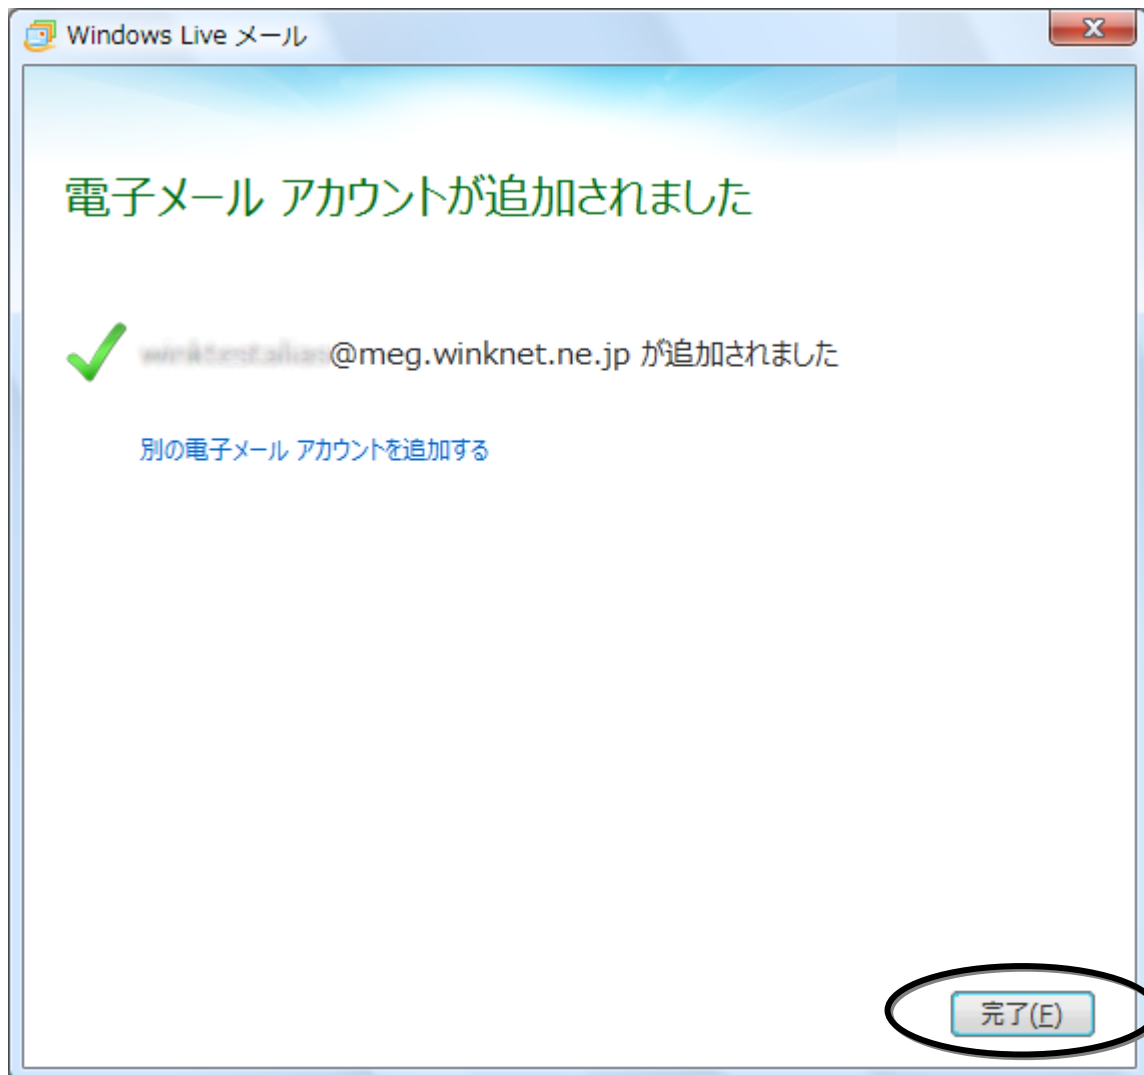 Windows Live メール
電子メール アカウントが追加されました
@meg.winknet.ne.jp が追加されました
別の電子メール アカウントを追加する
完了(F)